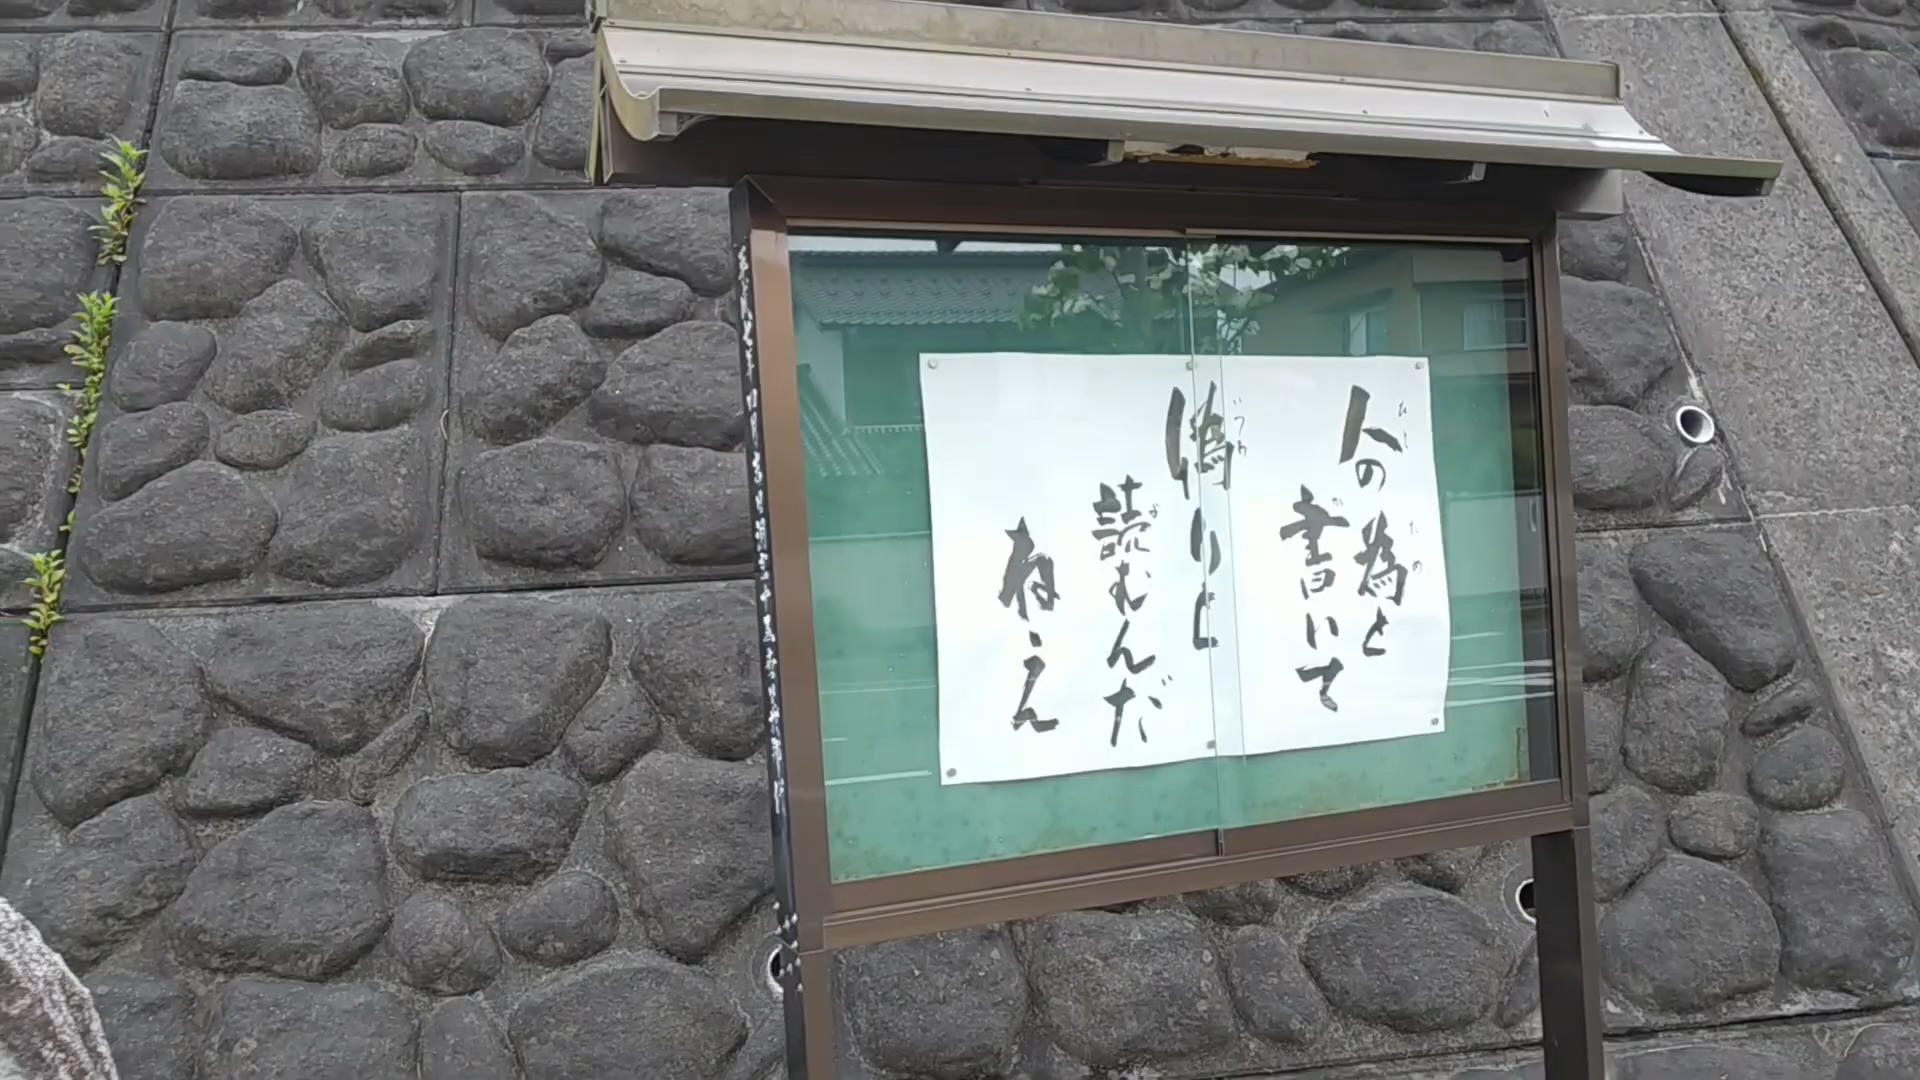 人の為と
書いて
偽りと
読むんだ
ねえ